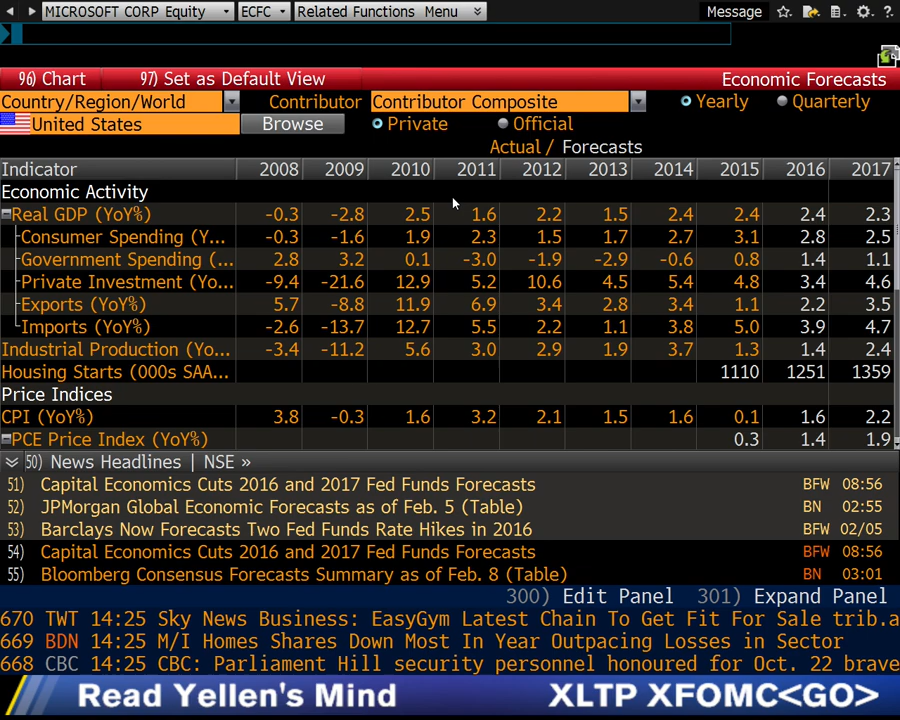 MICROSOFT CORP Equity ECFC Related Functions Menu Message
96) Chart 97) Set as Default View Economic Forecasts
Country/Region/World Contributor Contributor Composite Yearly Quarterly
United States Browse Private Official
Actual / Forecasts
Indicator 2008 2009 2010 2011 2012 2013 2014 2015 2016 2017
Economic Activity
Real GDP (YoY%) -0.3 -2.8 2.5 1.6 2.2 1.5 2.4 2.4 2.4 2.3
Consumer Spending (Y... -0.3 -1.6 1.9 2.3 1.5 1.7 2.7 3.1 2.8 2.5
Government Spending (... 2.8 3.2 0.1 -3.0 -1.9 -2.9 -0.6 0.8 1.4 1.1
Private Investment (Yo... -9.4 -21.6 12.9 5.2 10.6 4.5 5.4 4.8 3.4 4.6
Exports (YoY%) 5.7 -8.8 11.9 6.9 3.4 2.8 3.4 1.1 2.2 3.5
Imports (YoY%) -2.6 -13.7 12.7 5.5 2.2 1.1 3.8 5.0 3.9 4.7
Industrial Production (Yo... -3.4 -11.2 5.6 3.0 2.9 1.9 3.7 1.3 1.4 2.4
Housing Starts (000s SAA... 1110 1251 1359
Price Indices
CPI (YoY%) 3.8 -0.3 1.6 3.2 2.1 1.5 1.6 0.1 1.6 2.2
PCE Price Index (YoY%) 0.3 1.4 1.9
50) News Headlines | NSE »
51) Capital Economics Cuts 2016 and 2017 Fed Funds Forecasts BFW 08:56
52) JPMorgan Global Economic Forecasts as of Feb. 5 (Table) BN 02:55
53) Barclays Now Forecasts Two Fed Funds Rate Hikes in 2016 BFW 02/05
54) Capital Economics Cuts 2016 and 2017 Fed Funds Forecasts BFW 08:56
55) Bloomberg Consensus Forecasts Summary as of Feb. 8 (Table) BN 03:01
300) Edit Panel 301) Expand Panel
670 TWT 14:25 Sky News Business: EasyGym Latest Chain To Get Fit For Sale trib.a
669 BDN 14:25 M/I Homes Shares Down Most In Year Outpacing Losses in Sector
668 CBC 14:25 CBC: Parliament Hill security personnel honoured for Oct. 22 brave
Read Yellen's Mind XLTP XFOMC<GO>